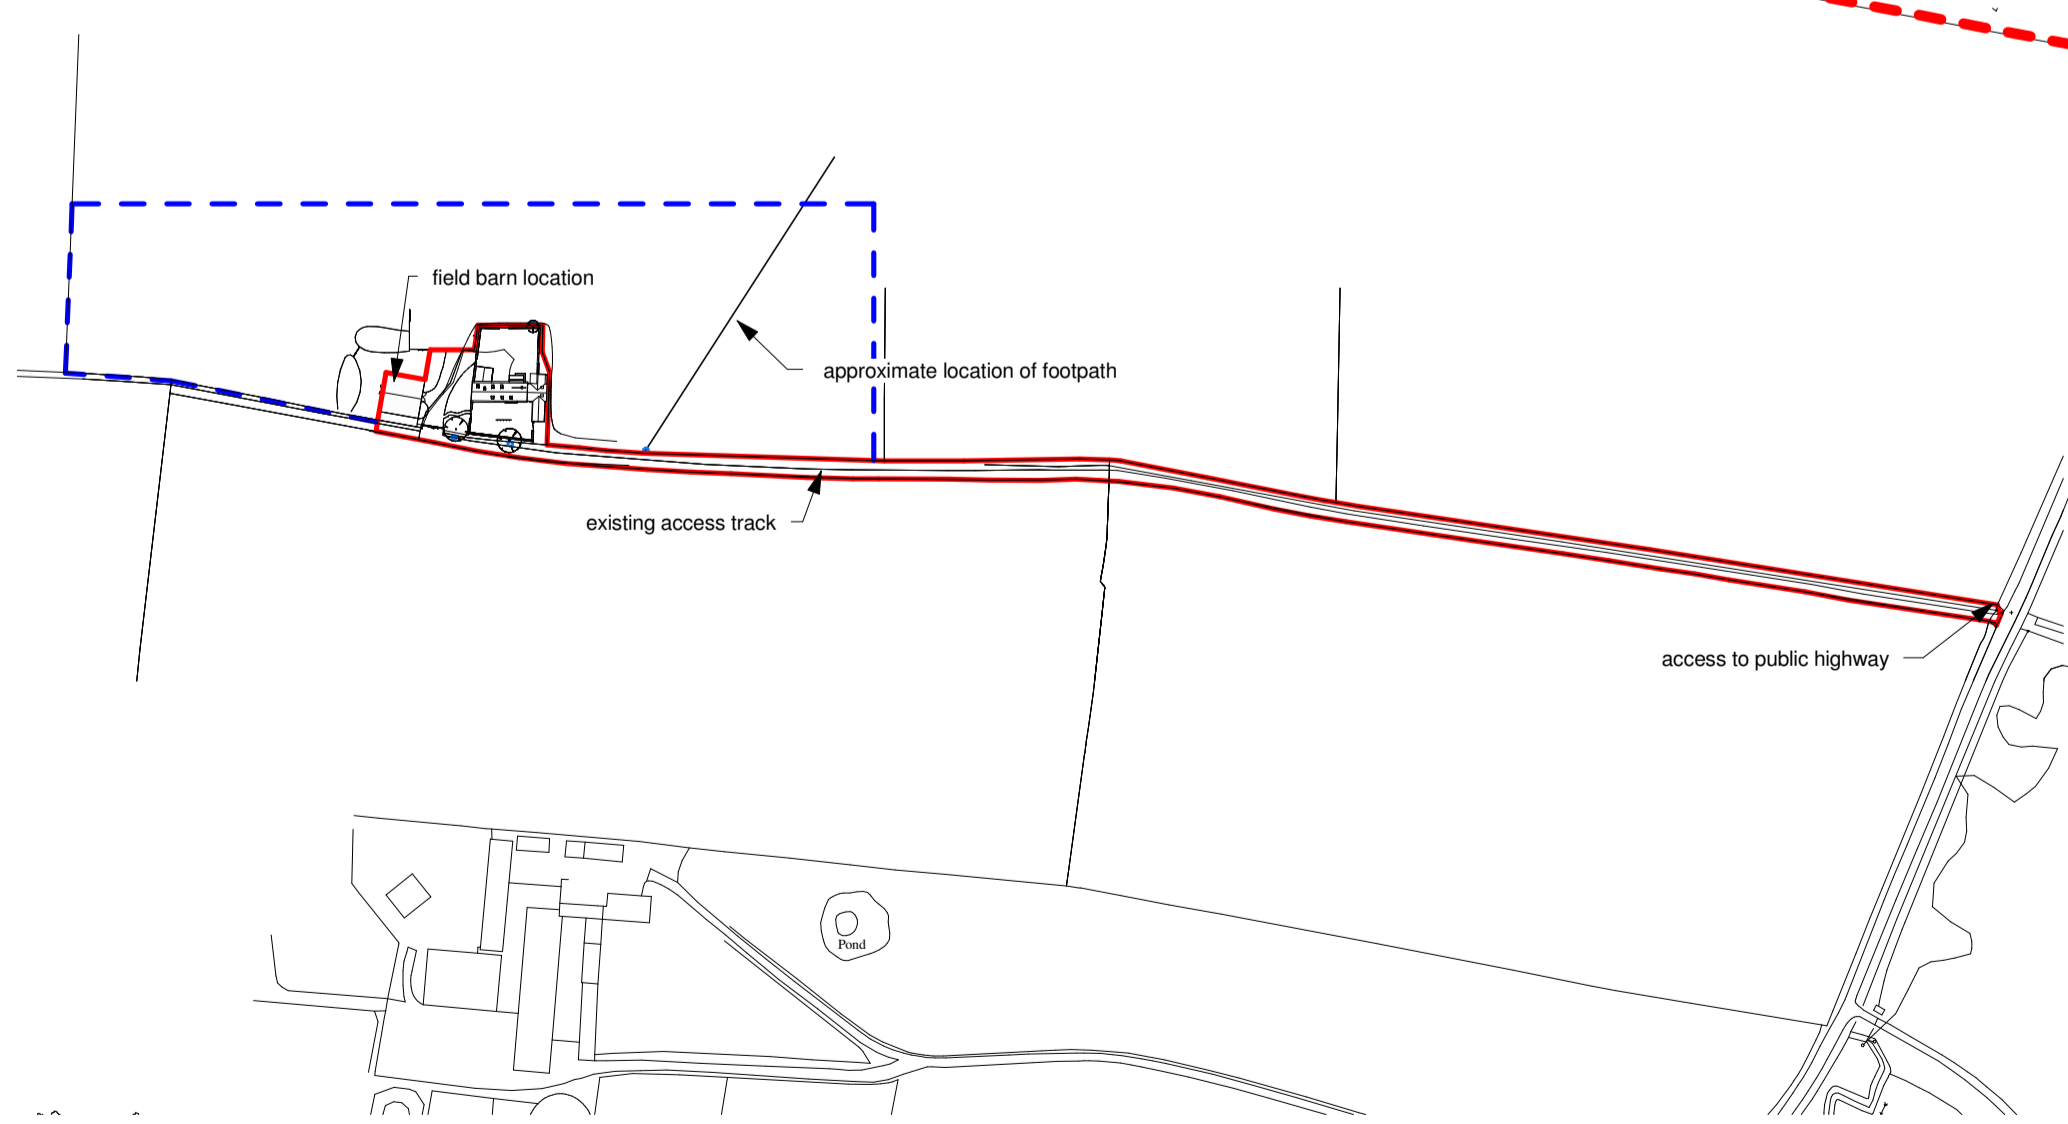 field barn location
approximate location of footpath
existing access track
access to public highway
Pond